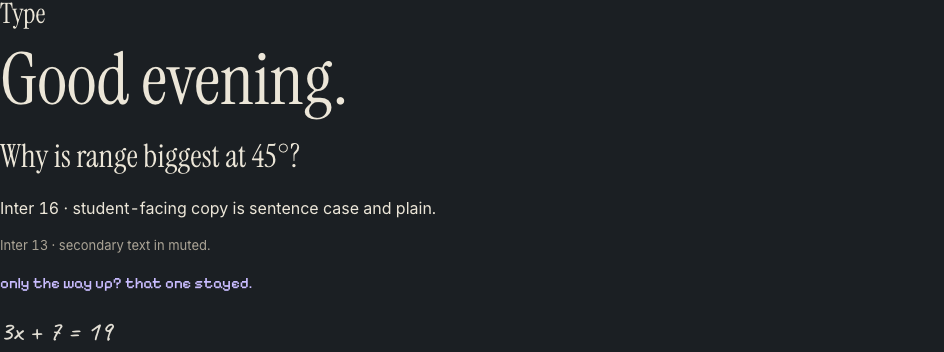 Type
Good evening.
Why is range biggest at 45°?
Inter 16 · student-facing copy is sentence case and plain.
Inter 13 · secondary text in muted.
only the way up? that one stayed.
3x + 7 = 19